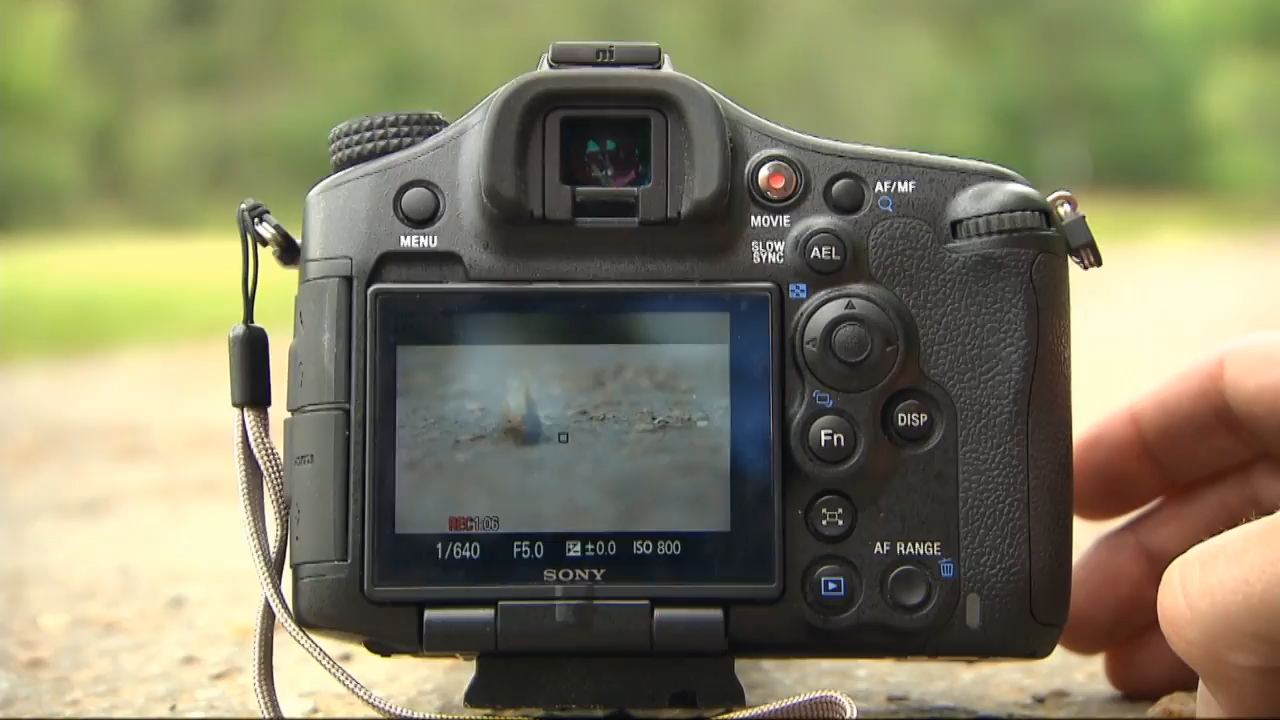 MENU
MOVIE
AF/MF
SLOW
SYNC
AEL
DISP
Fn
REC1:06
1/640 F5.0 ±0.0 ISO 800
SONY
AF RANGE